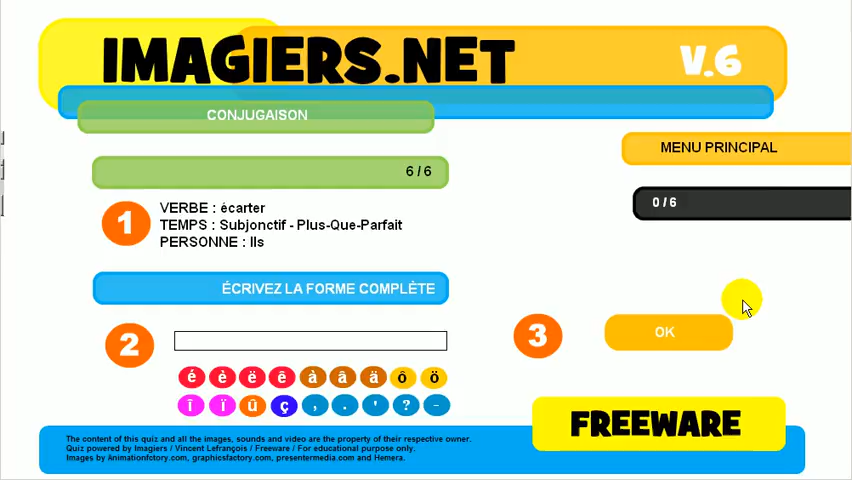 IMAGIERS.NET
V.6
CONJUGAISON
MENU PRINCIPAL
6 / 6
0 / 6
1
VERBE : écarter
TEMPS : Subjonctif - Plus-Que-Parfait
PERSONNE : Ils
ÉCRIVEZ LA FORME COMPLÈTE
2
3
OK
é è ë ê à â ä ô ö
î ï û ç , . ' ? -
FREEWARE
The content of this quiz and all the images, sounds and video are the property of their respective owner.
Quiz powered by Imagiers / Vincent Lefrançois / Freeware / For educational purpose only.
Images by Animationfctory.com, graphicsfactory.com, presentermedia.com and Hemera.